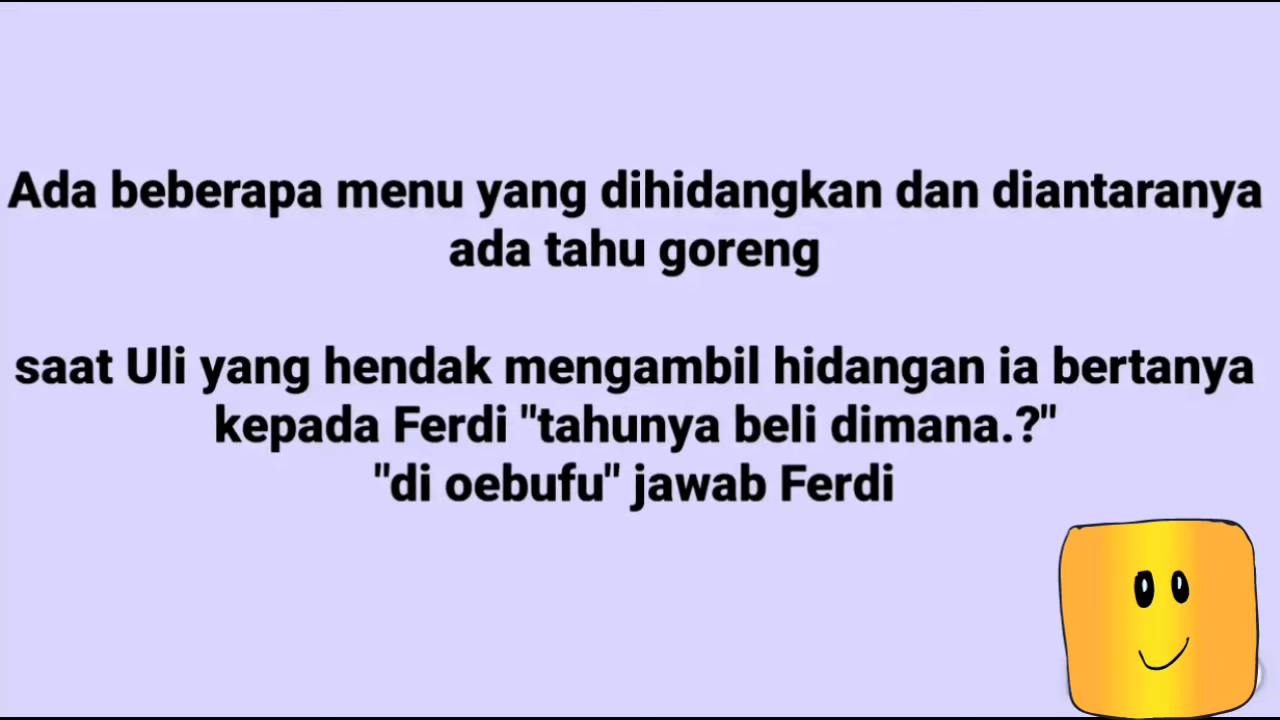 Ada beberapa menu yang dihidangkan dan diantaranya
ada tahu goreng
saat Uli yang hendak mengambil hidangan ia bertanya
kepada Ferdi "tahunya beli dimana.?"
"di oebufu" jawab Ferdi